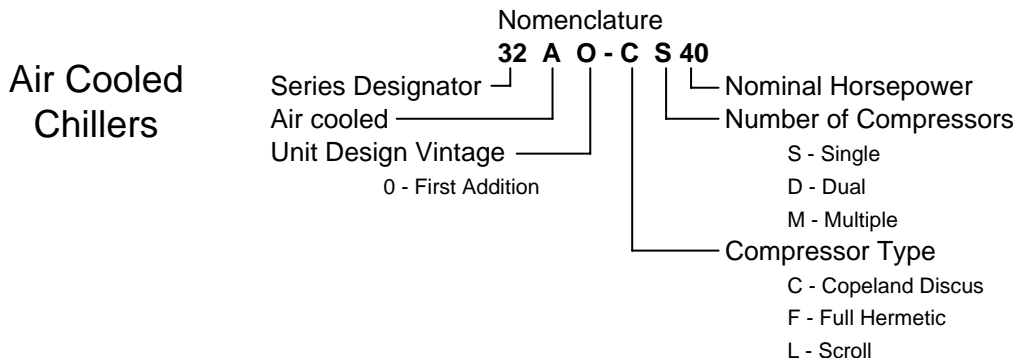 Nomenclature
32 A O - C S 40
Air Cooled
Chillers
Series Designator
Air cooled
Unit Design Vintage
0 - First Addition
Nominal Horsepower
Number of Compressors
S - Single
D - Dual
M - Multiple
Compressor Type
C - Copeland Discus
F - Full Hermetic
L - Scroll